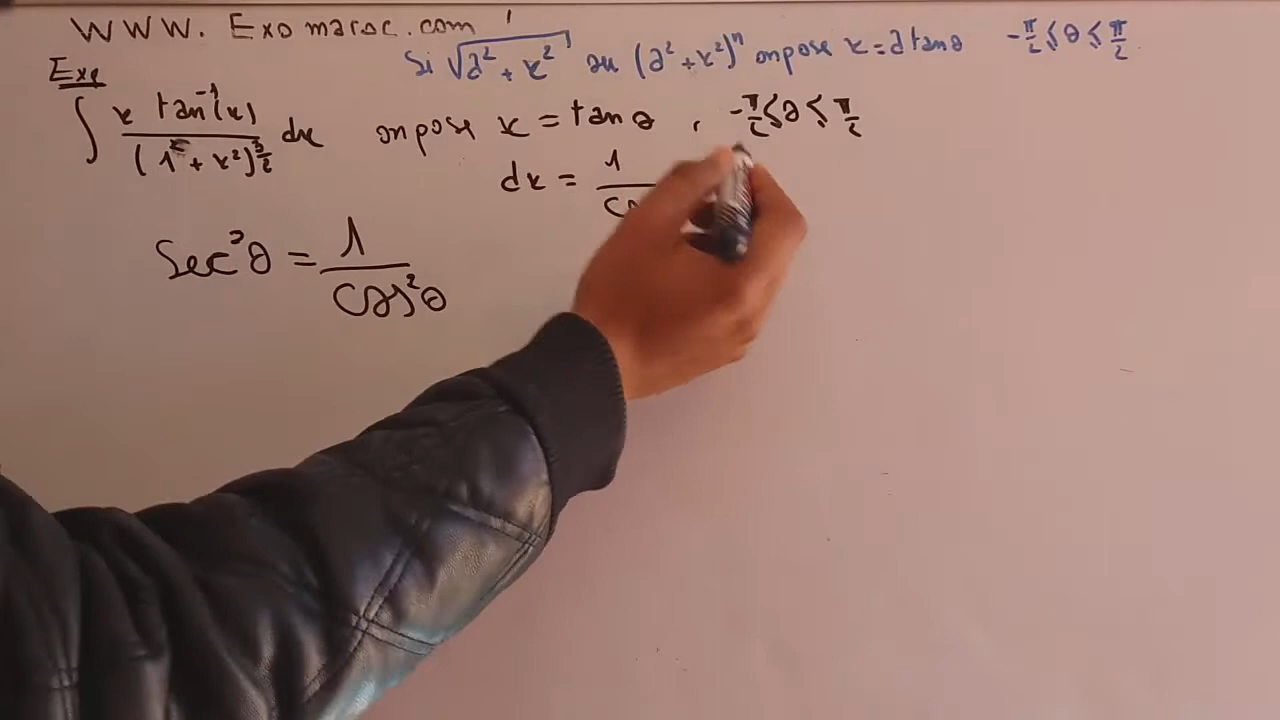 WWW. Exomaroc.com
Si √(a² + x²) ou (a² + x²)ⁿ on pose x = a tan θ -π/2 ≤ θ ≤ π/2
Exe
∫ x tan⁻¹(x) / (1² + x²)^(3/2) dx on pose x = tan θ , -π/2 ≤ θ ≤ π/2
dx = 1 /
Sec²θ = 1 / cos²θ